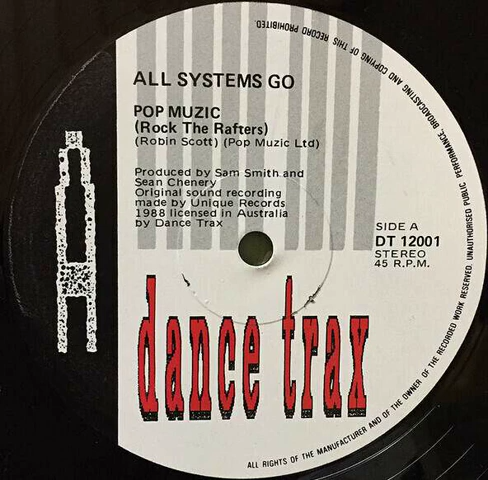 ALL SYSTEMS GO
POP MUZIC
(Rock The Rafters)
(Robin Scott) (Pop Muzic Ltd)
Produced by Sam Smith and
Sean Chenery
Original sound recording
made by Unique Records
1988 licensed in Australia
by Dance Trax
SIDE A
DT 12001
STEREO
45 R.P.M.
A
dance trax
ALL RIGHTS OF THE MANUFACTURER AND OF THE OWNER OF THE RECORDED WORK RESERVED. UNAUTHORISED PUBLIC PERFORMANCE, BROADCASTING AND COPYING OF THIS RECORD PROHIBITED.